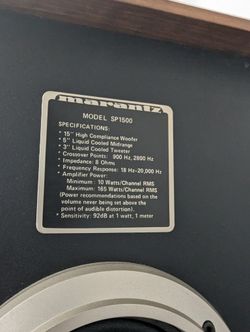 marantz
MODEL SP1500
SPECIFICATIONS:
* 15" High Compliance Woofer
* 5" Liquid Cooled Midrange
* 3" Liquid Cooled Tweeter
* Crossover Points: 900 Hz, 2800 Hz
* Impedance: 8 Ohms
* Frequency Response: 18 Hz-20,000 Hz
* Amplifier Power:
Minimum: 10 Watts/Channel RMS
Maximum: 165 Watts/Channel RMS
(Power recommendations based on the
volume never being set above the
point of audible distortion).
* Sensitivity: 92dB at 1 watt, 1 meter